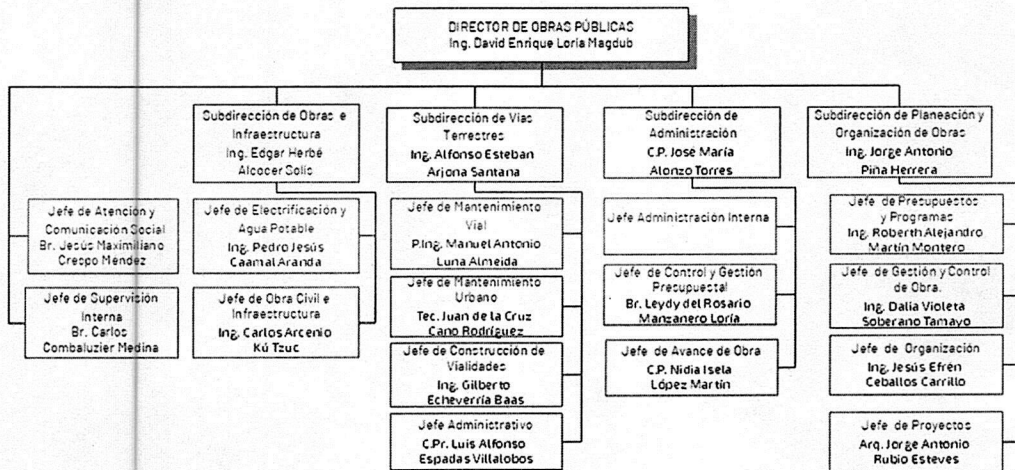 DIRECTOR DE OBRAS PÚBLICAS
Ing. David Enrique Loría Magdub
Subdirección de Obras e
Infraestructura
Ing. Edgar Herbé
Alcocer Solís
Subdirección de Vías
Terrestres
Ing. Alfonso Esteban
Arjona Santana
Subdirección de
Administración
C.P. José María
Alonzo Torres
Subdirección de Planeación y
Organización de Obras
Ing. Jorge Antonio
Piña Herrera
Jefe de Atención y
Comunicación Social
Br. Jesús Maximiliano
Crespo Méndez
Jefe de Supervisión
Interna
Br. Carlos
Combaluzier Medina
Jefe de Electrificación y
Agua Potable
Ing. Pedro Jesús
Caamal Aranda
Jefe de Obra Civil e
Infraestructura
Ing. Carlos Arcenio
Kú Tzuc
Jefe de Mantenimiento
Vial
P.Ing. Manuel Antonio
Luna Almeida
Jefe de Mantenimiento
Urbano
Tec. Juan de la Cruz
Cano Rodríguez
Jefe de Construcción de
Vialidades
Ing. Gilberto
Echeverría Baas
Jefe Administrativo
C.Pr. Luis Alfonso
Espadas Villalobos
Jefe Administración Interna
Jefe de Control y Gestión
Presupuestal
Br. Leydy del Rosario
Manzanero Loría
Jefe de Avance de Obra
C.P. Nidia Isela
López Martín
Jefe de Presupuestos
y Programas
Ing. Roberth Alejandro
Martín Montero
Jefe de Gestión y Control
de Obra.
Ing. Dalia Violeta
Soberano Tamayo
Jefe de Organización
Ing. Jesús Efrén
Ceballos Carrillo
Jefe de Proyectos
Arq. Jorge Antonio
Rubio Esteves